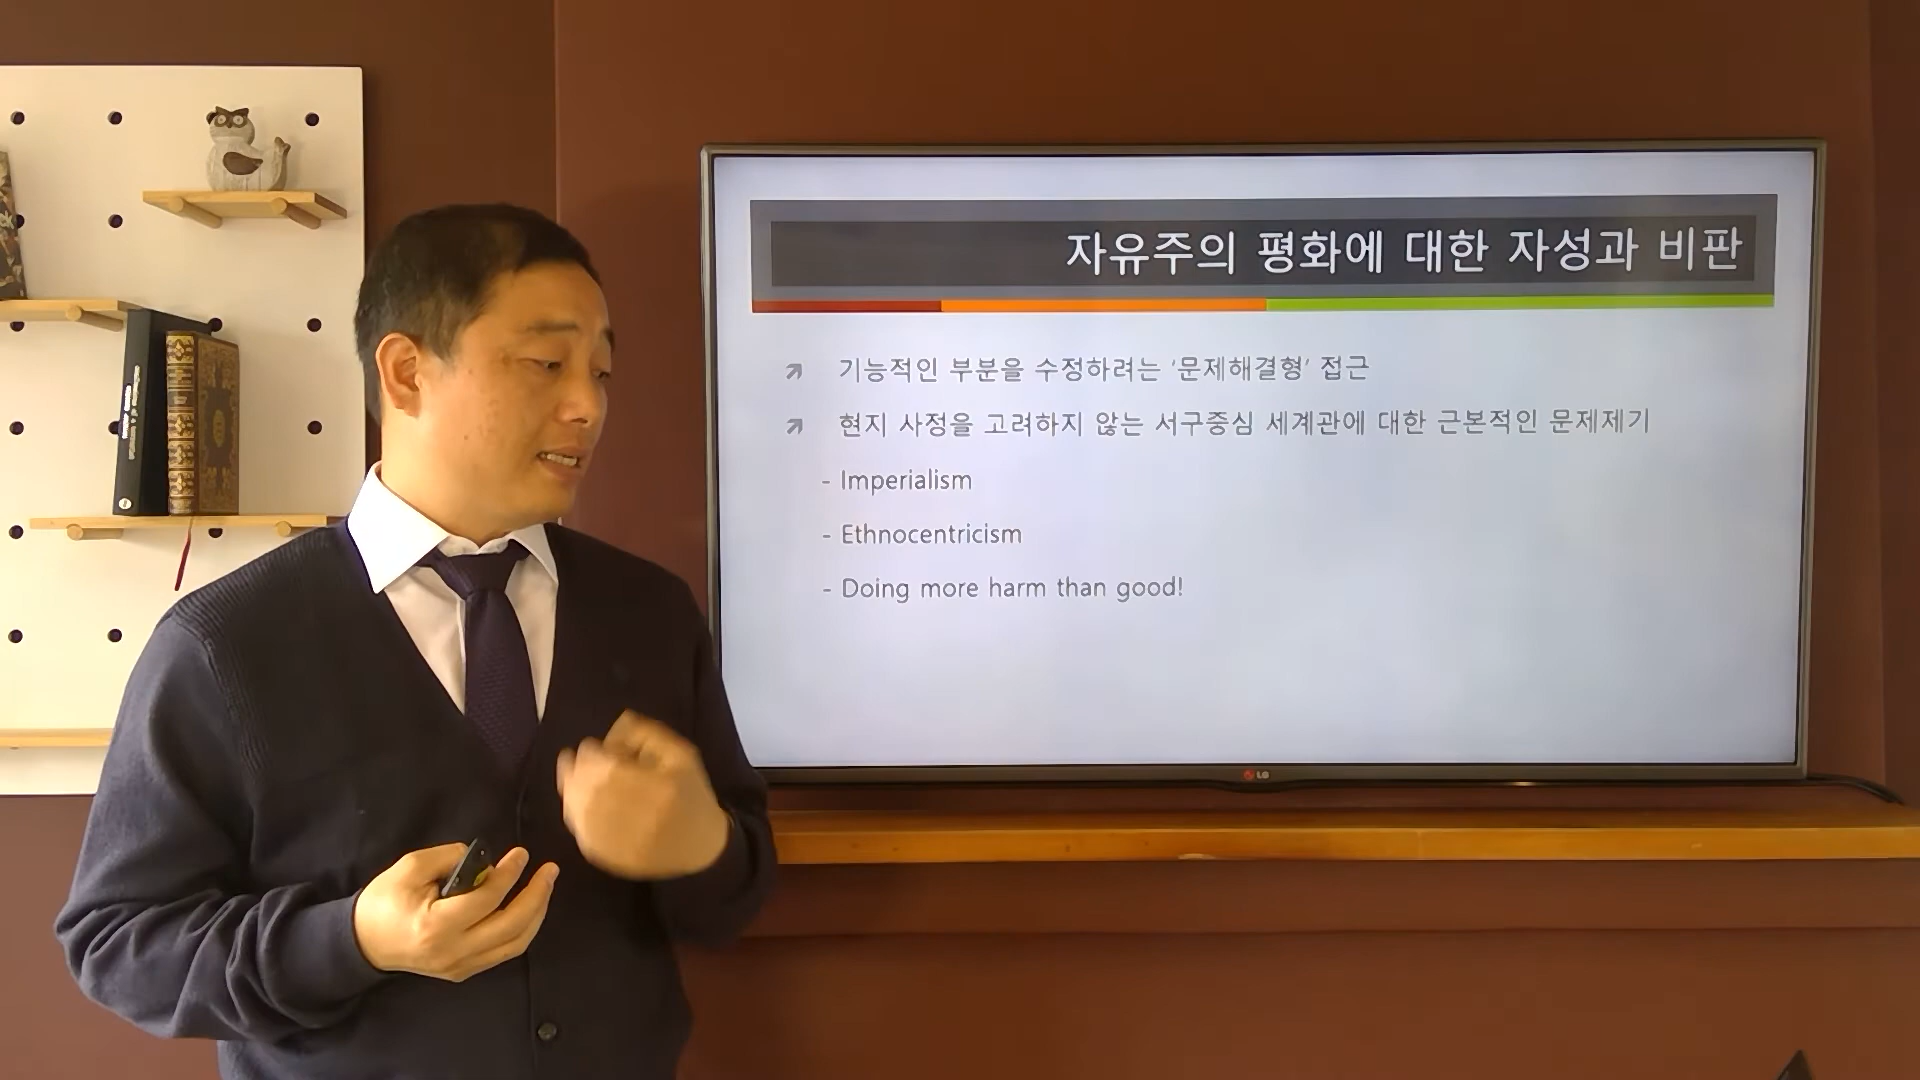 자유주의 평화에 대한 자성과 비판
기능적인 부분을 수정하려는 ‘문제해결형’ 접근
현지 사정을 고려하지 않는 서구중심 세계관에 대한 근본적인 문제제기
- Imperialism
- Ethnocentricism
- Doing more harm than good!
LG